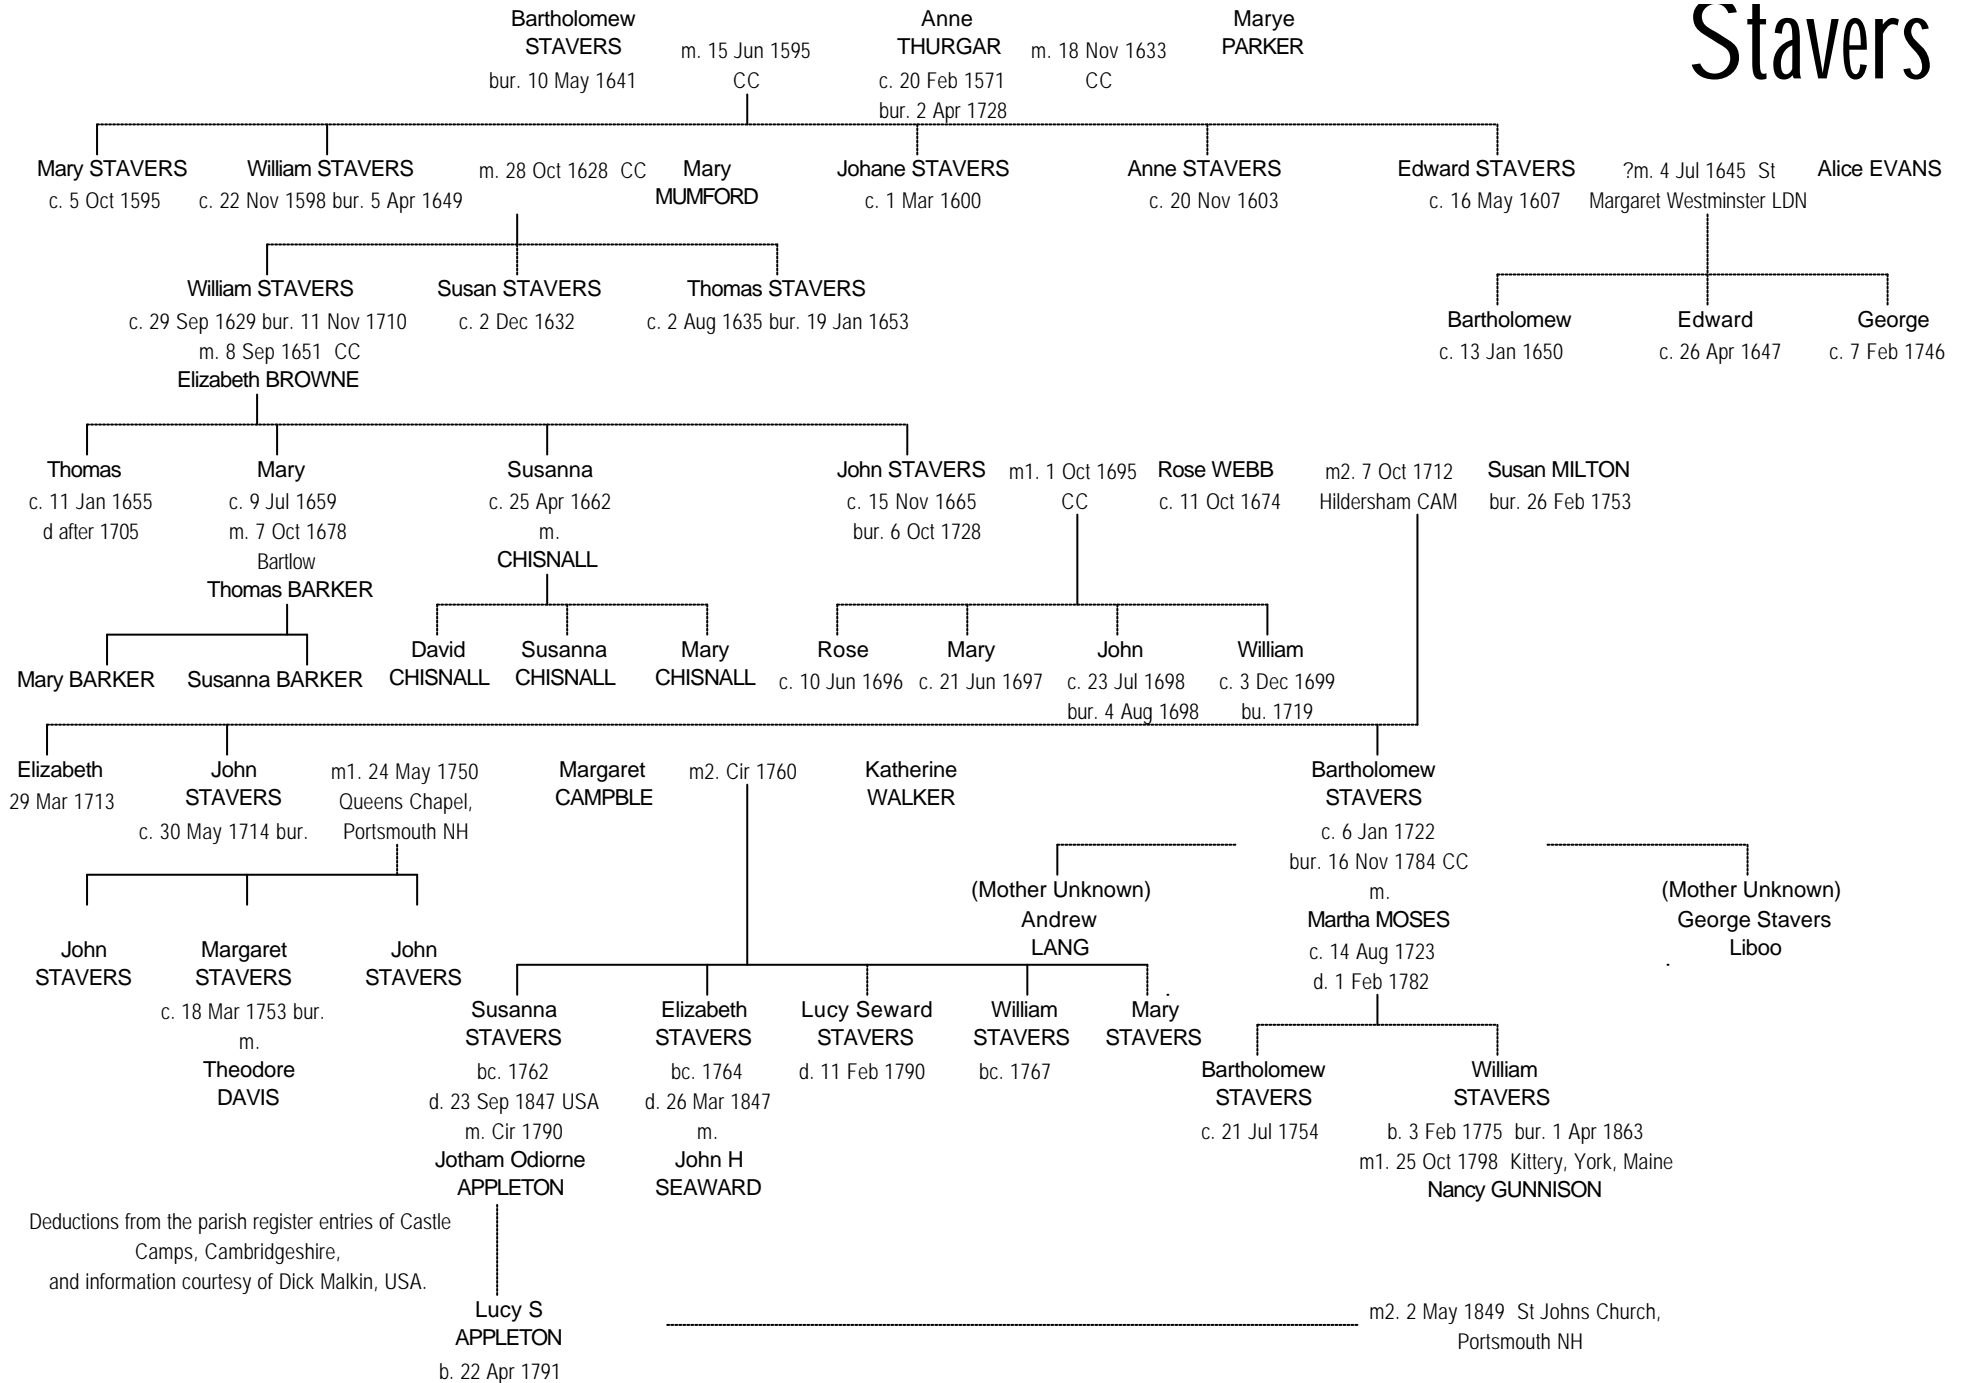 Stavers
Bartholomew
STAVERS
bur. 10 May 1641
m. 15 Jun 1595
CC
Anne
THURGAR
c. 20 Feb 1571
bur. 2 Apr 1728
m. 18 Nov 1633
CC
Marye
PARKER
Mary STAVERS
c. 5 Oct 1595
William STAVERS
c. 22 Nov 1598 bur. 5 Apr 1649
m. 28 Oct 1628 CC
Mary
MUMFORD
Johane STAVERS
c. 1 Mar 1600
Anne STAVERS
c. 20 Nov 1603
Edward STAVERS
c. 16 May 1607
?m. 4 Jul 1645 St
Margaret Westminster LDN
Alice EVANS
William STAVERS
c. 29 Sep 1629 bur. 11 Nov 1710
m. 8 Sep 1651 CC
Elizabeth BROWNE
Susan STAVERS
c. 2 Dec 1632
Thomas STAVERS
c. 2 Aug 1635 bur. 19 Jan 1653
Bartholomew
c. 13 Jan 1650
Edward
c. 26 Apr 1647
George
c. 7 Feb 1746
Thomas
c. 11 Jan 1655
d after 1705
Mary
c. 9 Jul 1659
m. 7 Oct 1678
Bartlow
Thomas BARKER
Susanna
c. 25 Apr 1662
m.
CHISNALL
John STAVERS
c. 15 Nov 1665
bur. 6 Oct 1728
m1. 1 Oct 1695
CC
Rose WEBB
c. 11 Oct 1674
m2. 7 Oct 1712
Hildersham CAM
Susan MILTON
bur. 26 Feb 1753
Mary BARKER
Susanna BARKER
David
CHISNALL
Susanna
CHISNALL
Mary
CHISNALL
Rose
c. 10 Jun 1696
Mary
c. 21 Jun 1697
John
c. 23 Jul 1698
bur. 4 Aug 1698
William
c. 3 Dec 1699
bu. 1719
Elizabeth
29 Mar 1713
John
STAVERS
c. 30 May 1714 bur.
m1. 24 May 1750
Queens Chapel,
Portsmouth NH
Margaret
CAMPBLE
m2. Cir 1760
Katherine
WALKER
Bartholomew
STAVERS
c. 6 Jan 1722
bur. 16 Nov 1784 CC
m.
Martha MOSES
c. 14 Aug 1723
d. 1 Feb 1782
(Mother Unknown)
Andrew
LANG
(Mother Unknown)
George Stavers
Liboo
John
STAVERS
Margaret
STAVERS
c. 18 Mar 1753 bur.
m.
Theodore
DAVIS
John
STAVERS
Susanna
STAVERS
bc. 1762
d. 23 Sep 1847 USA
m. Cir 1790
Jotham Odiorne
APPLETON
Elizabeth
STAVERS
bc. 1764
d. 26 Mar 1847
m.
John H
SEAWARD
Lucy Seward
STAVERS
d. 11 Feb 1790
William
STAVERS
bc. 1767
Mary
STAVERS
Bartholomew
STAVERS
c. 21 Jul 1754
William
STAVERS
b. 3 Feb 1775 bur. 1 Apr 1863
m1. 25 Oct 1798 Kittery, York, Maine
Nancy GUNNISON
Deductions from the parish register entries of Castle
Camps, Cambridgeshire,
and information courtesy of Dick Malkin, USA.
Lucy S
APPLETON
b. 22 Apr 1791
m2. 2 May 1849 St Johns Church,
Portsmouth NH